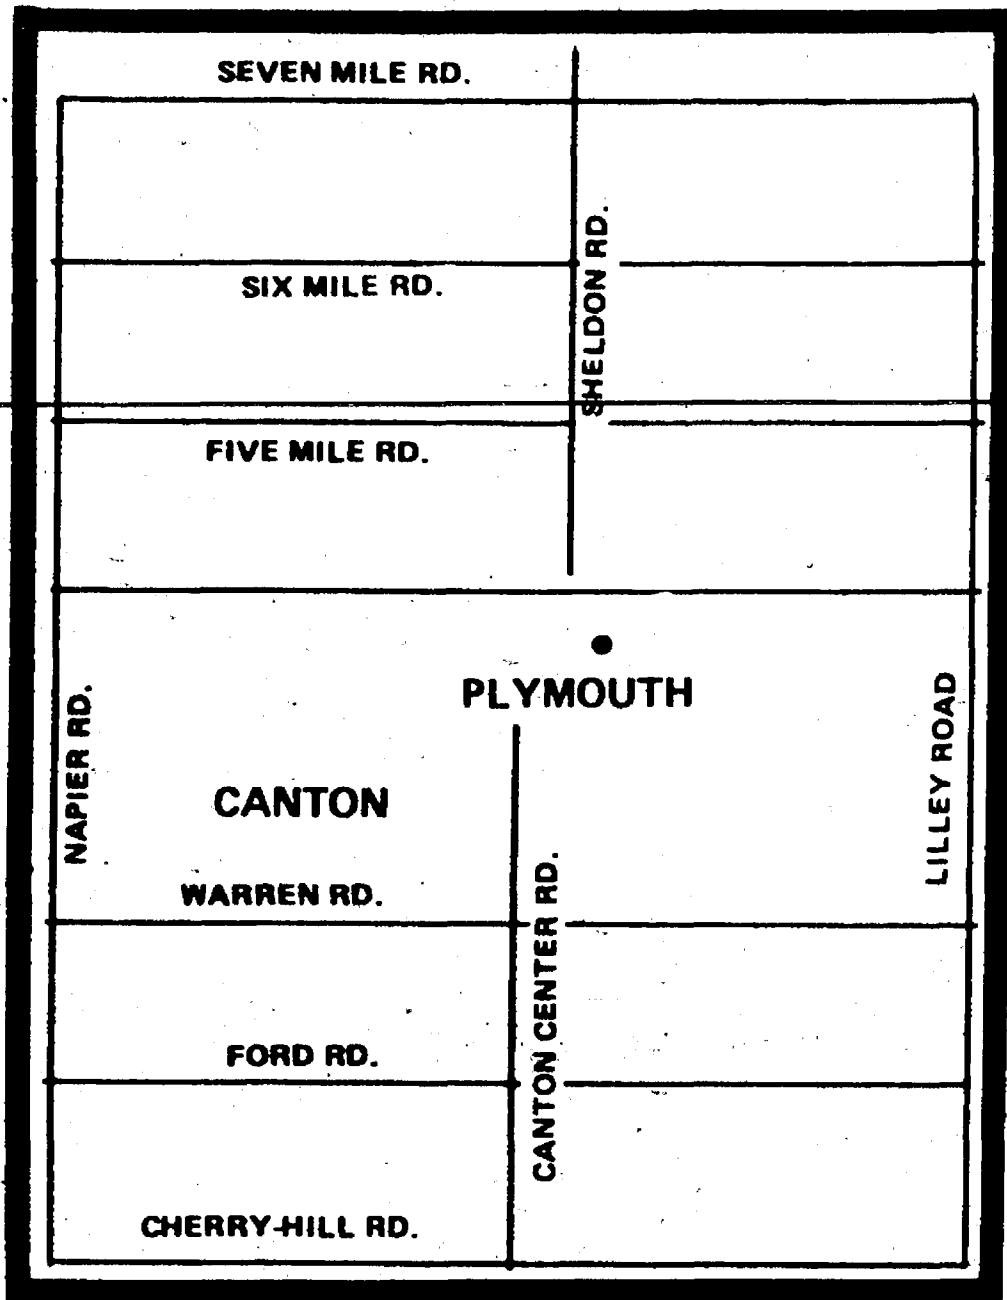 SEVEN MILE RD.
SHELDON RD.
SIX MILE RD.
FIVE MILE RD.
PLYMOUTH
NAPIER RD.
LILLEY ROAD
CANTON
WARREN RD.
CANTON CENTER RD.
FORD RD.
CHERRY-HILL RD.